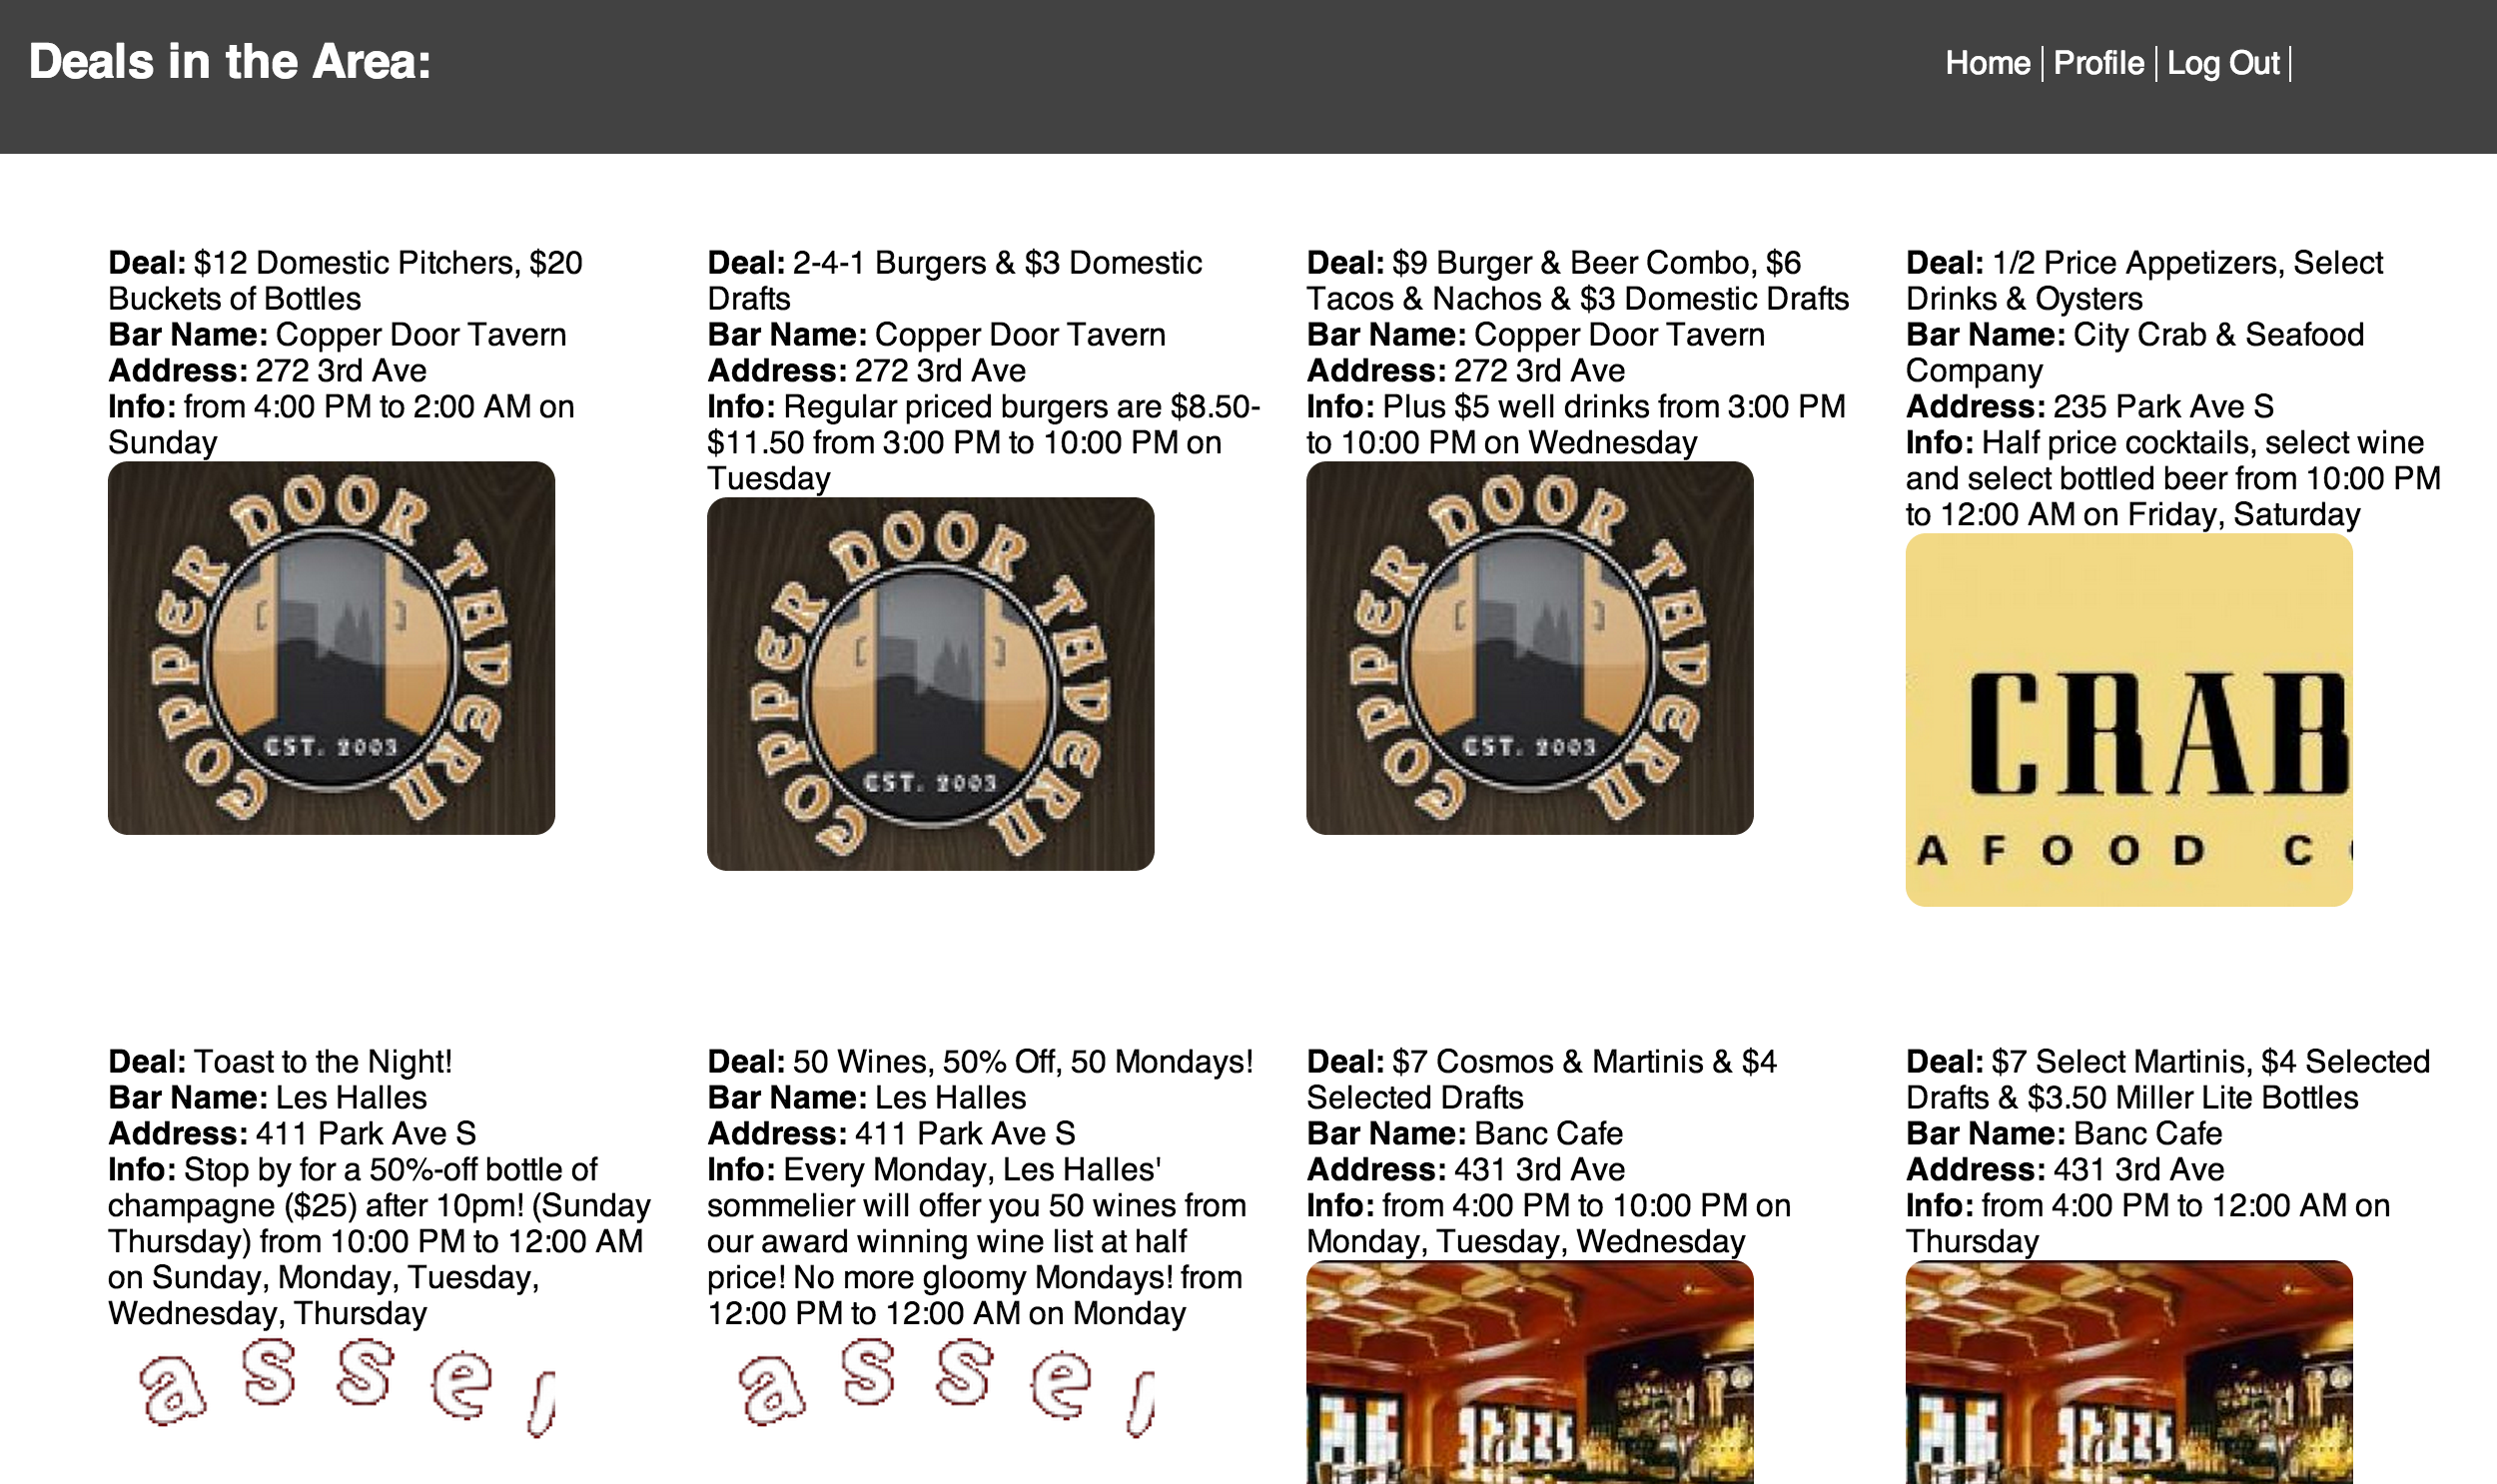 Deals in the Area:
Home | Profile | Log Out |
Deal: $12 Domestic Pitchers, $20
Buckets of Bottles
Bar Name: Copper Door Tavern
Address: 272 3rd Ave
Info: from 4:00 PM to 2:00 AM on
Sunday
COPPER DOOR TAVERN
EST. 2003
Deal: 2-4-1 Burgers & $3 Domestic
Drafts
Bar Name: Copper Door Tavern
Address: 272 3rd Ave
Info: Regular priced burgers are $8.50-
$11.50 from 3:00 PM to 10:00 PM on
Tuesday
COPPER DOOR TAVERN
EST. 2003
Deal: $9 Burger & Beer Combo, $6
Tacos & Nachos & $3 Domestic Drafts
Bar Name: Copper Door Tavern
Address: 272 3rd Ave
Info: Plus $5 well drinks from 3:00 PM
to 10:00 PM on Wednesday
COPPER DOOR TAVERN
EST. 2003
Deal: 1/2 Price Appetizers, Select
Drinks & Oysters
Bar Name: City Crab & Seafood
Company
Address: 235 Park Ave S
Info: Half price cocktails, select wine
and select bottled beer from 10:00 PM
to 12:00 AM on Friday, Saturday
CRAB
AFOOD C
Deal: Toast to the Night!
Bar Name: Les Halles
Address: 411 Park Ave S
Info: Stop by for a 50%-off bottle of
champagne ($25) after 10pm! (Sunday
Thursday) from 10:00 PM to 12:00 AM
on Sunday, Monday, Tuesday,
Wednesday, Thursday
asse
Deal: 50 Wines, 50% Off, 50 Mondays!
Bar Name: Les Halles
Address: 411 Park Ave S
Info: Every Monday, Les Halles'
sommelier will offer you 50 wines from
our award winning wine list at half
price! No more gloomy Mondays! from
12:00 PM to 12:00 AM on Monday
asse
Deal: $7 Cosmos & Martinis & $4
Selected Drafts
Bar Name: Banc Cafe
Address: 431 3rd Ave
Info: from 4:00 PM to 10:00 PM on
Monday, Tuesday, Wednesday
Deal: $7 Select Martinis, $4 Selected
Drafts & $3.50 Miller Lite Bottles
Bar Name: Banc Cafe
Address: 431 3rd Ave
Info: from 4:00 PM to 12:00 AM on
Thursday